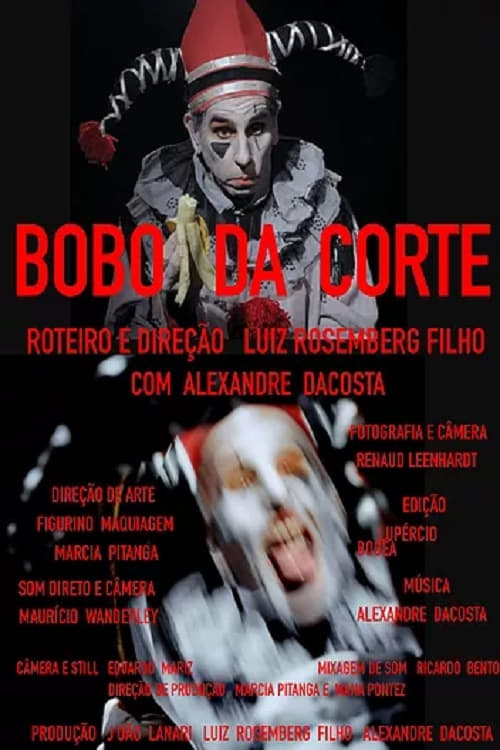 BOBO DA CORTE
ROTEIRO E DIREÇÃO LUIZ ROSEMBERG FILHO
COM ALEXANDRE DACOSTA
FOTOGRAFIA E CÂMERA
RENAUD LEENHARDT
DIREÇÃO DE ARTE
FIGURINO MAQUIAGEM
MARCIA PITANGA
EDIÇÃO
LUPÉRCIO
BOGEA
SOM DIRETO E CÂMERA
MAURÍCIO WANDERLEY
MÚSICA
ALEXANDRE DACOSTA
CÂMERA E STILL EDUARDO MARIZ
MIXAGEM DE SOM RICARDO BENTO
DIREÇÃO DE PRODUÇÃO MARCIA PITANGA E PONTEZ
PRODUÇÃO JOÃO LANARI LUIZ ROSEMBERG FILHO ALEXANDRE DACOSTA